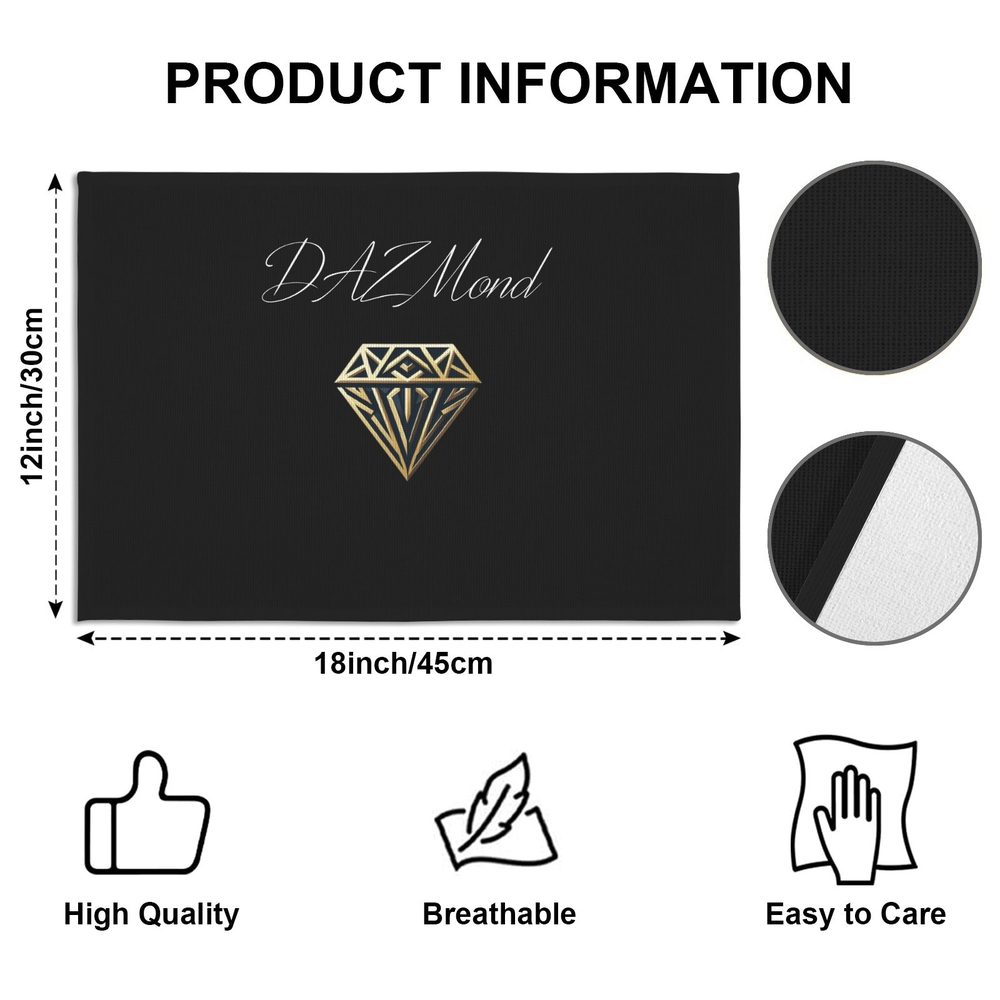 PRODUCT INFORMATION
DAZMond
12inch/30cm
18inch/45cm
High Quality
Breathable
Easy to Care